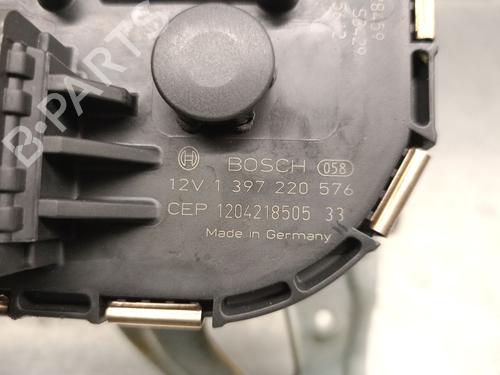 B-PARTS
BOSCH 058
12V 1 397 220 576
CEP 1204218505 33
Made in Germany